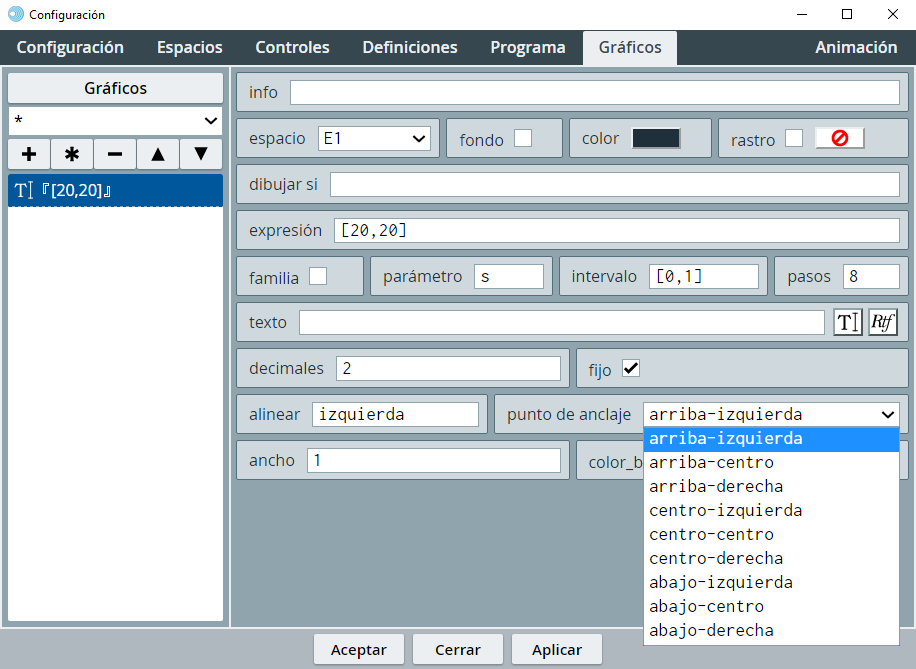 Configuración
Configuración Espacios Controles Definiciones Programa Gráficos Animación
Gráficos
*
+ * − ▲ ▼
T『[20,20]』
info
espacio E1 fondo color rastro
dibujar si
expresión [20,20]
familia parámetro s intervalo [0,1] pasos 8
texto T Rtf
decimales 2 fijo
alinear izquierda punto de anclaje arriba-izquierda
ancho 1 color_b
arriba-izquierda
arriba-centro
arriba-derecha
centro-izquierda
centro-centro
centro-derecha
abajo-izquierda
abajo-centro
abajo-derecha
Aceptar Cerrar Aplicar